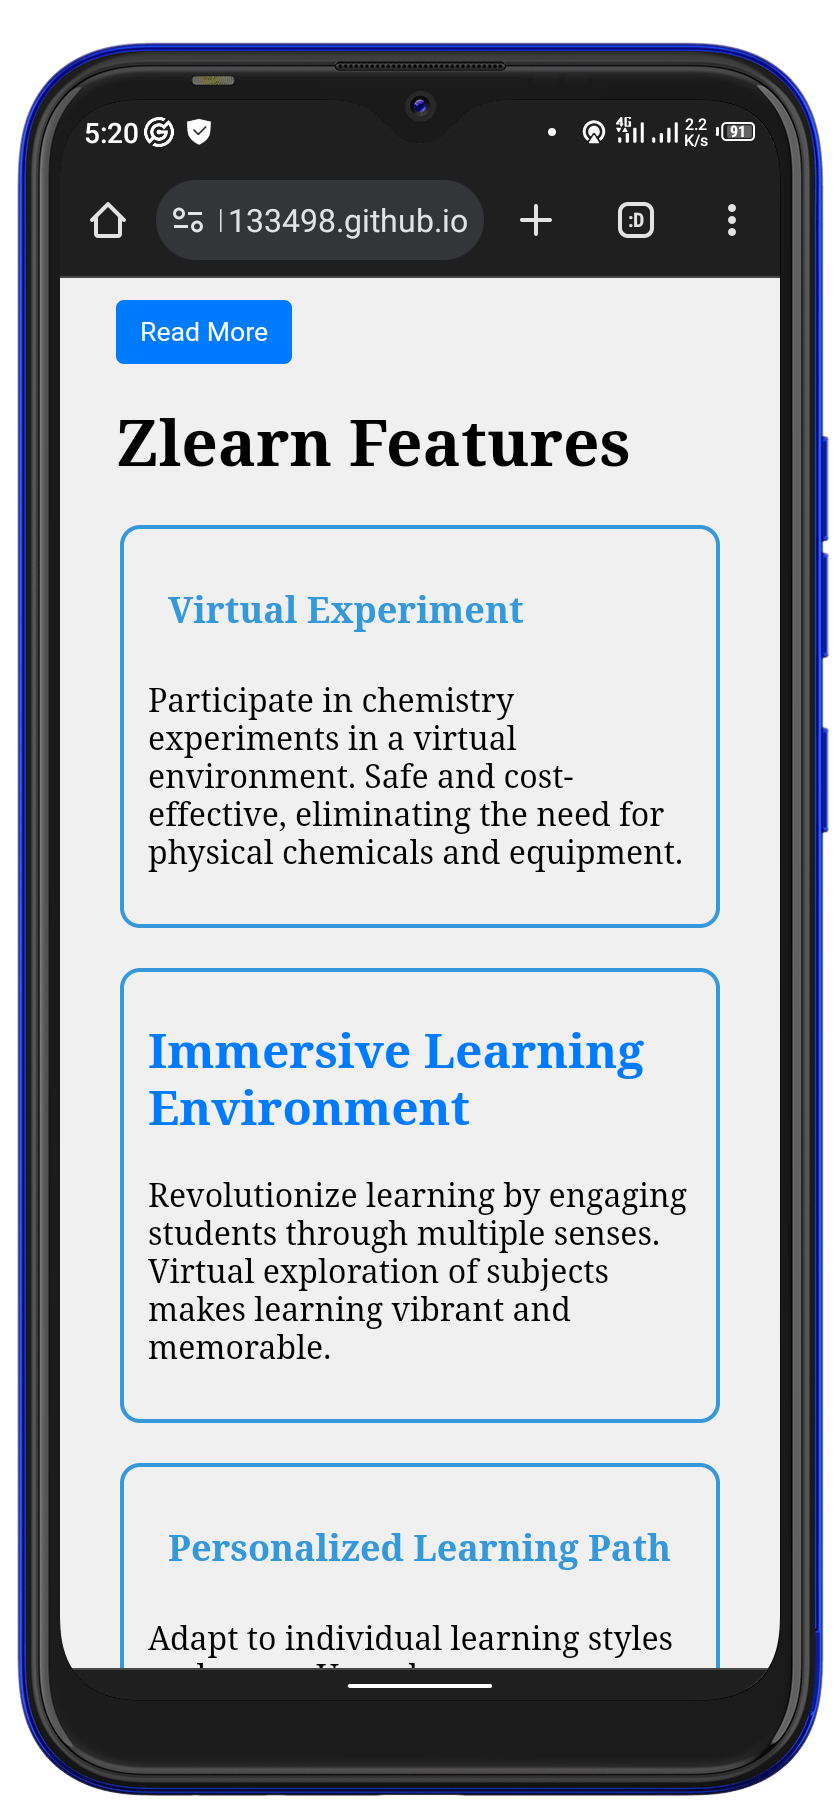 5:20
4G
2.2
K/s
91
133498.github.io
:D
Read More
Zlearn Features
Virtual Experiment
Participate in chemistry
experiments in a virtual
environment. Safe and cost-
effective, eliminating the need for
physical chemicals and equipment.
Immersive Learning
Environment
Revolutionize learning by engaging
students through multiple senses.
Virtual exploration of subjects
makes learning vibrant and
memorable.
Personalized Learning Path
Adapt to individual learning styles